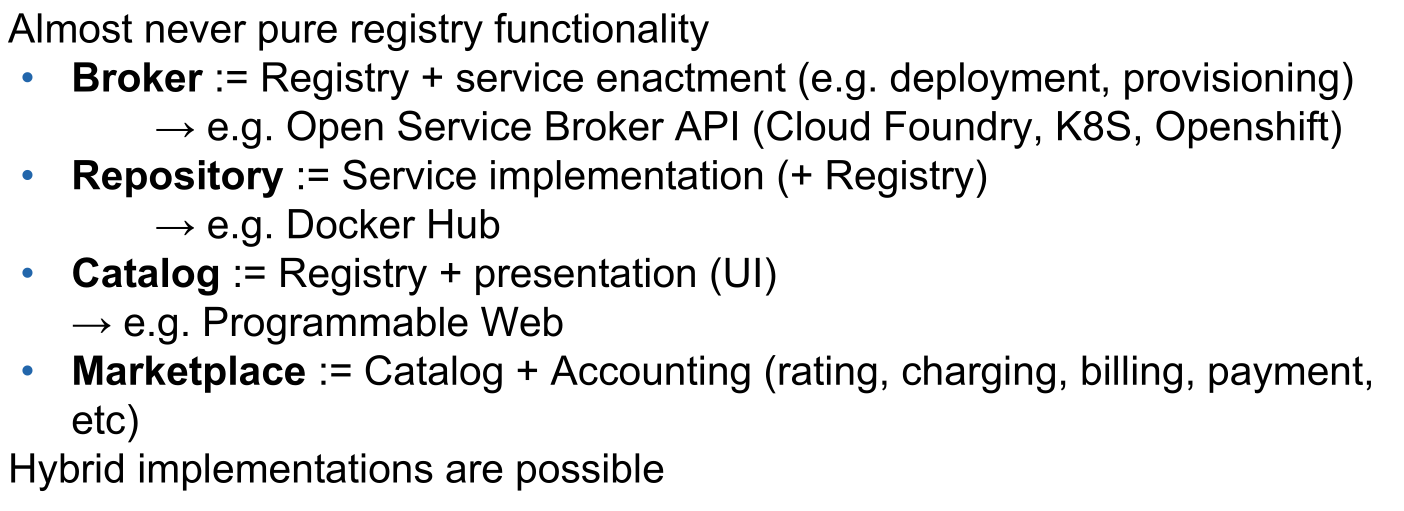 Almost never pure registry functionality
• Broker := Registry + service enactment (e.g. deployment, provisioning)
→ e.g. Open Service Broker API (Cloud Foundry, K8S, Openshift)
• Repository := Service implementation (+ Registry)
→ e.g. Docker Hub
• Catalog := Registry + presentation (UI)
→ e.g. Programmable Web
• Marketplace := Catalog + Accounting (rating, charging, billing, payment,
etc)
Hybrid implementations are possible